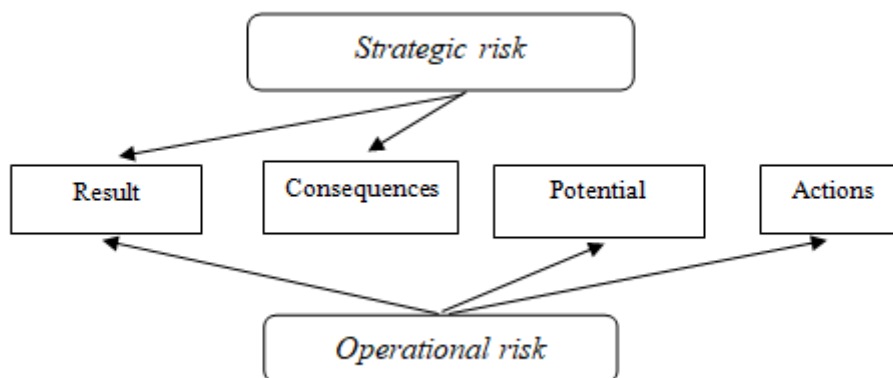 Strategic risk
Result
Consequences
Potential
Actions
Operational risk